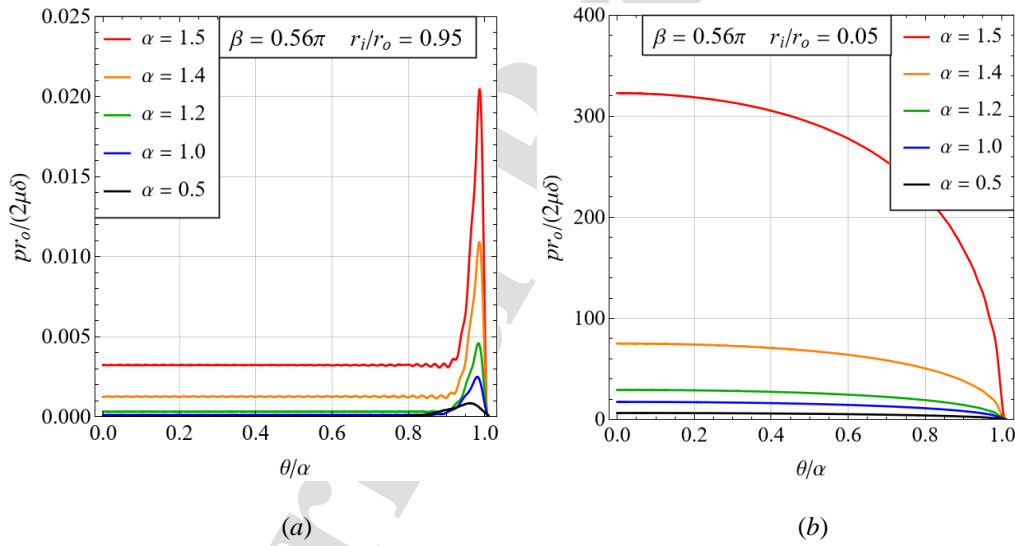 0.025
0.020
0.015
0.010
0.005
0.000
pr_o/(2μδ)
α = 1.5
α = 1.4
α = 1.2
α = 1.0
α = 0.5
β = 0.56π r_i/r_o = 0.95
0.0 0.2 0.4 0.6 0.8 1.0
θ/α
(a)
400
300
200
100
0
pr_o/(2μδ)
β = 0.56π r_i/r_o = 0.05
α = 1.5
α = 1.4
α = 1.2
α = 1.0
α = 0.5
0.0 0.2 0.4 0.6 0.8 1.0
θ/α
(b)